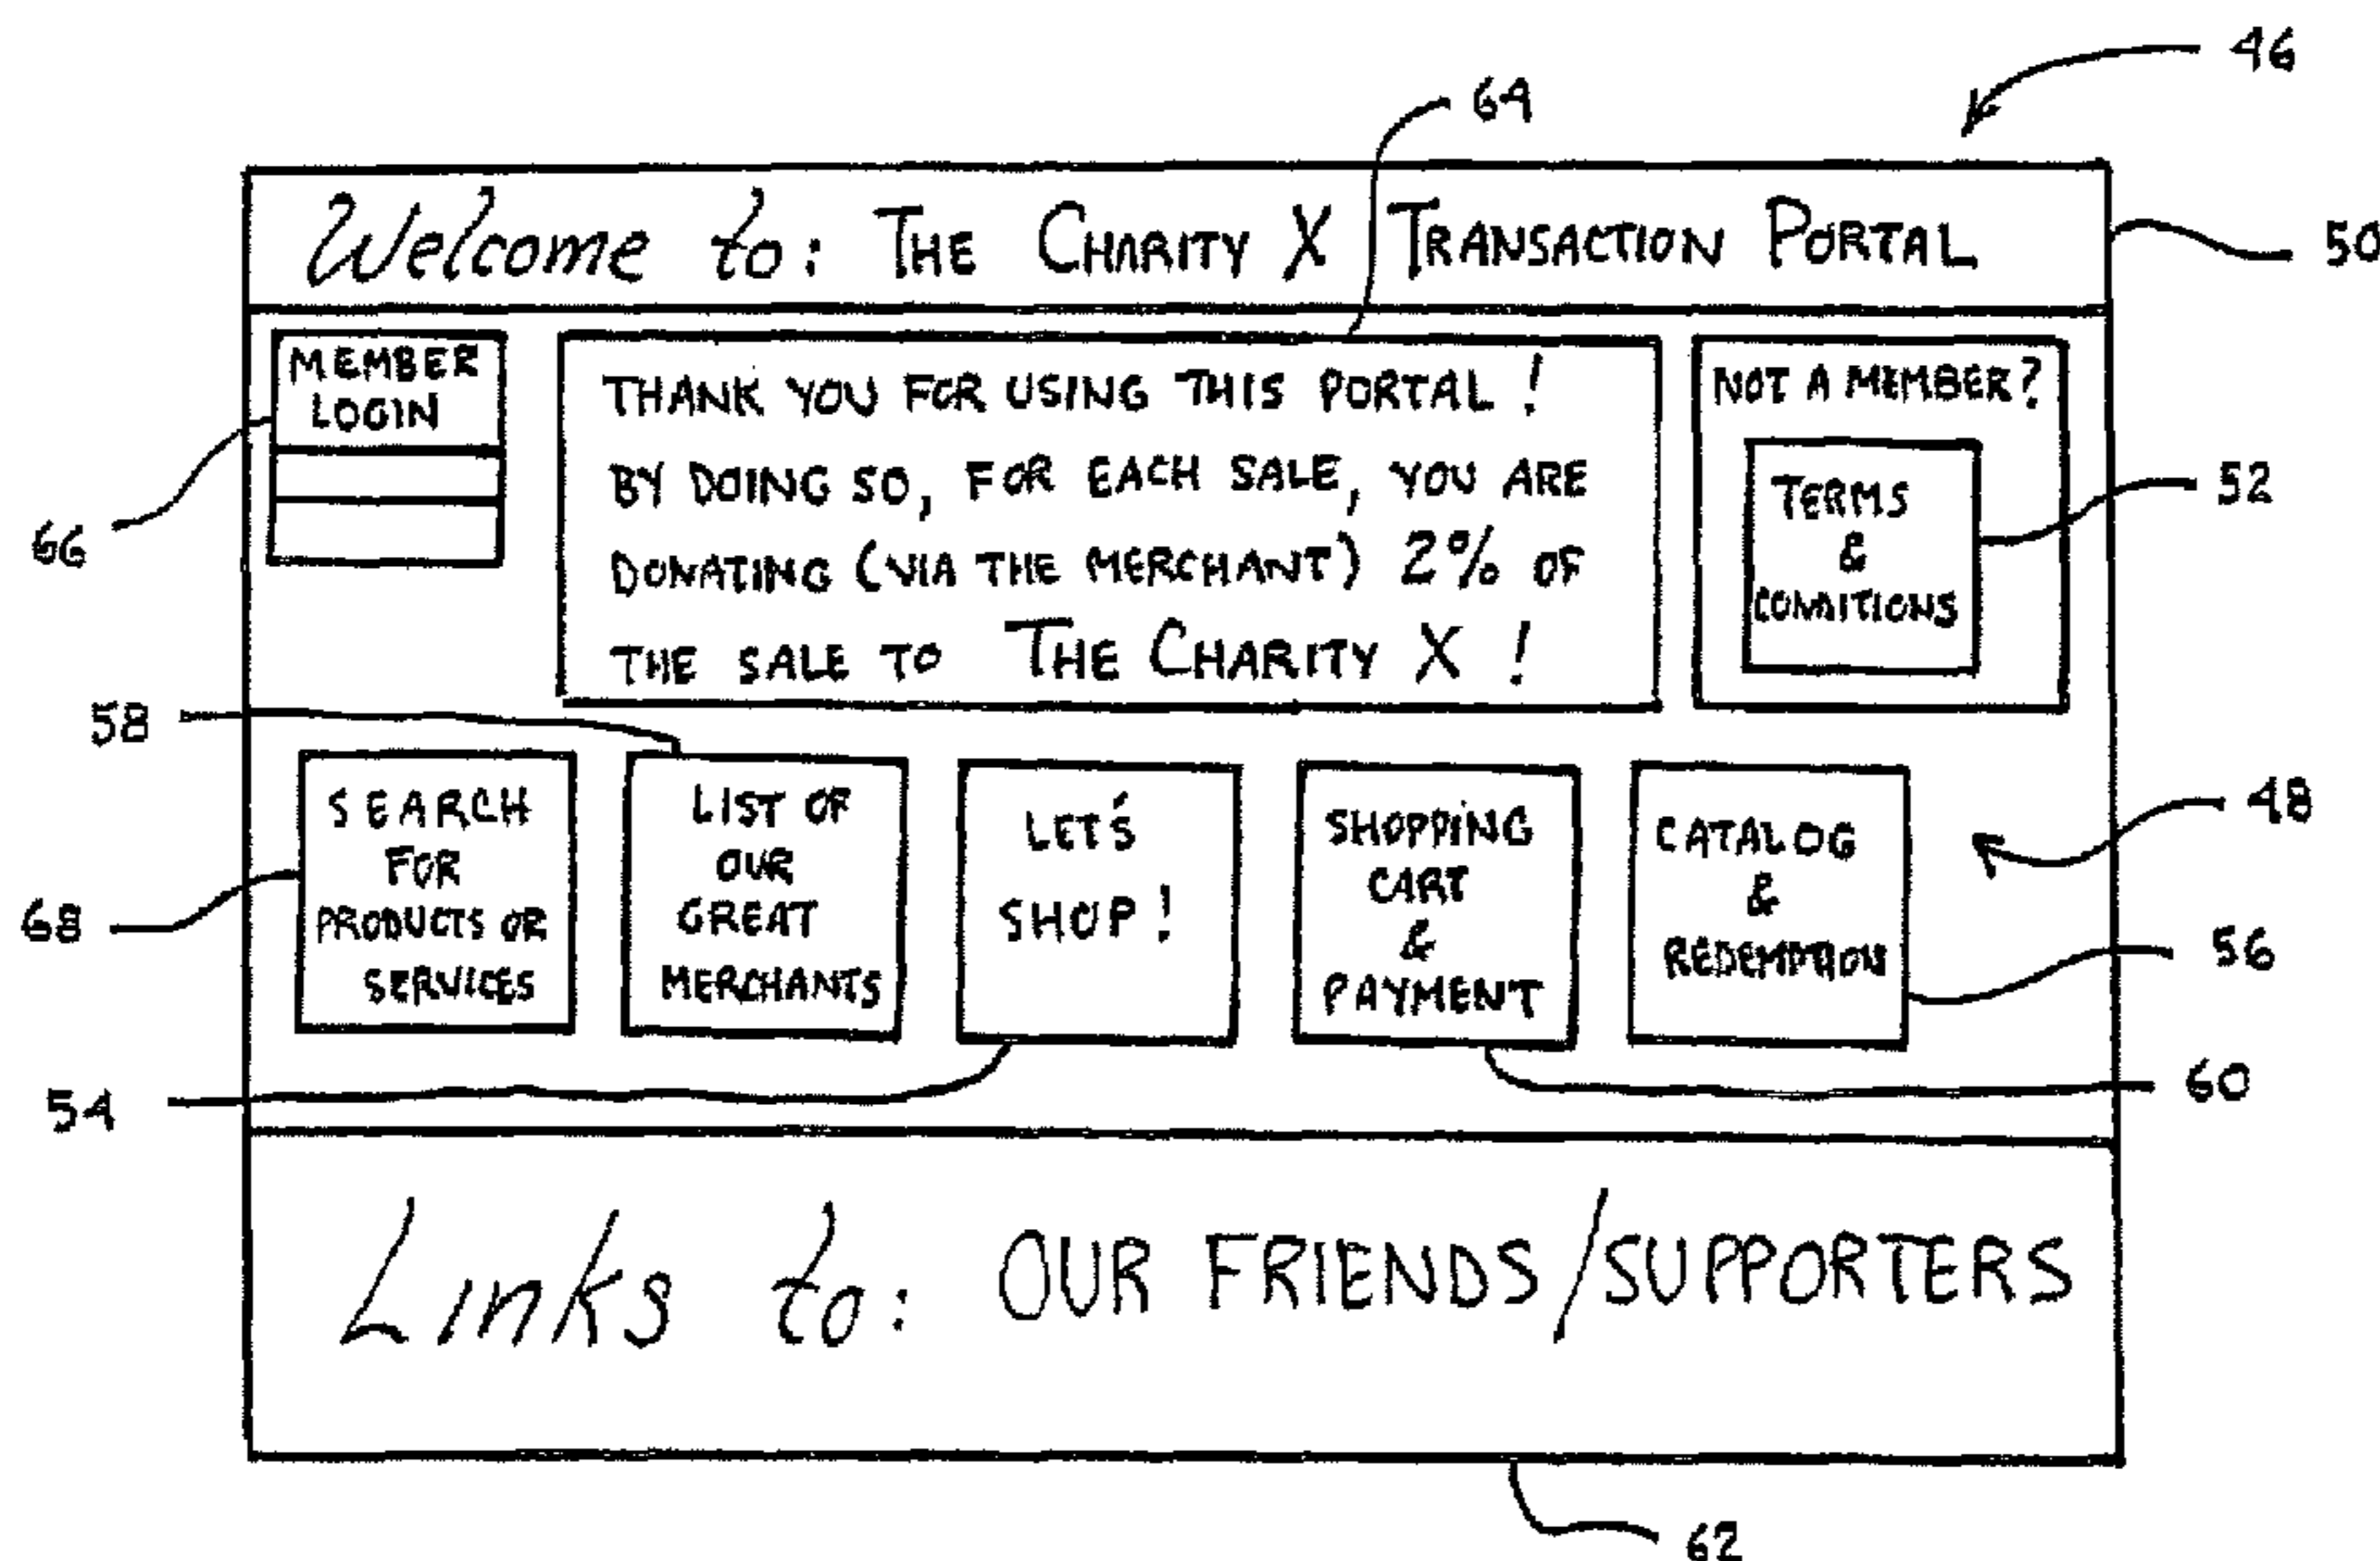 46
64
Welcome to: THE CHARITY X TRANSACTION PORTAL
50
MEMBER
LOGIN
66
THANK YOU FOR USING THIS PORTAL!
BY DOING SO, FOR EACH SALE, YOU ARE
DONATING (VIA THE MERCHANT) 2% OF
THE SALE TO THE CHARITY X!
NOT A MEMBER?
TERMS
&
CONDITIONS
52
58
SEARCH
FOR
PRODUCTS OR
SERVICES
68
LIST OF
OUR
GREAT
MERCHANTS
LET'S
SHOP!
SHOPPING
CART
&
PAYMENT
CATALOG
&
REDEMPTION
48
56
54
60
Links to: OUR FRIENDS/SUPPORTERS
62